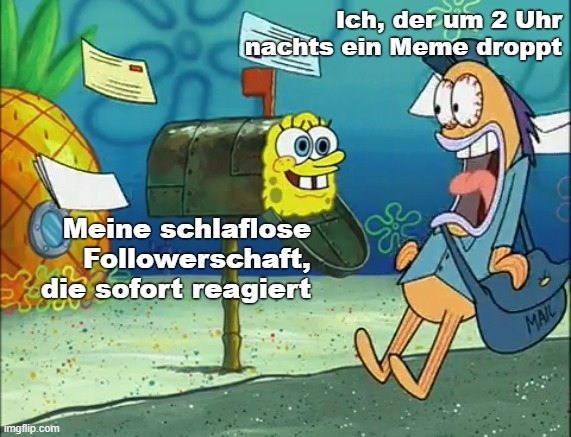 Ich, der um 2 Uhr
nachts ein Meme droppt
Meine schlaflose
Followerschaft,
die sofort reagiert
MAIL
imgflip.com